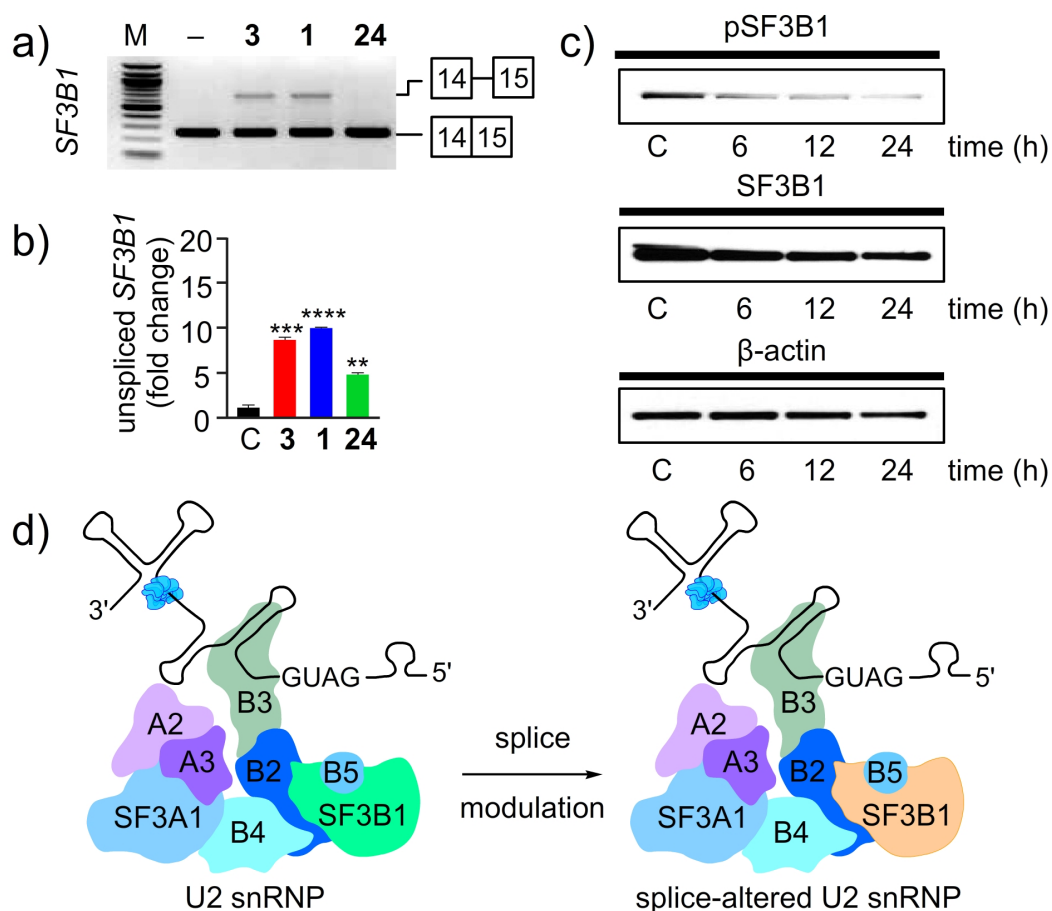 a)
M – 3 1 24
SF3B1
14 15
14 15
b)
unspliced SF3B1
(fold change)
20
15
10
5
0
*** **** **
C 3 1 24
c)
pSF3B1
C 6 12 24 time (h)
SF3B1
C 6 12 24 time (h)
β-actin
C 6 12 24 time (h)
d)
3'
GUAG
5'
B3
A2
A3
B2
B5
SF3A1
SF3B1
B4
U2 snRNP
splice
modulation
3'
GUAG
5'
B3
A2
A3
B2
B5
SF3A1
SF3B1
B4
splice-altered U2 snRNP